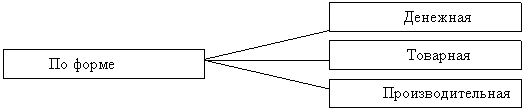 По форме
Денежная
Товарная
Производительная